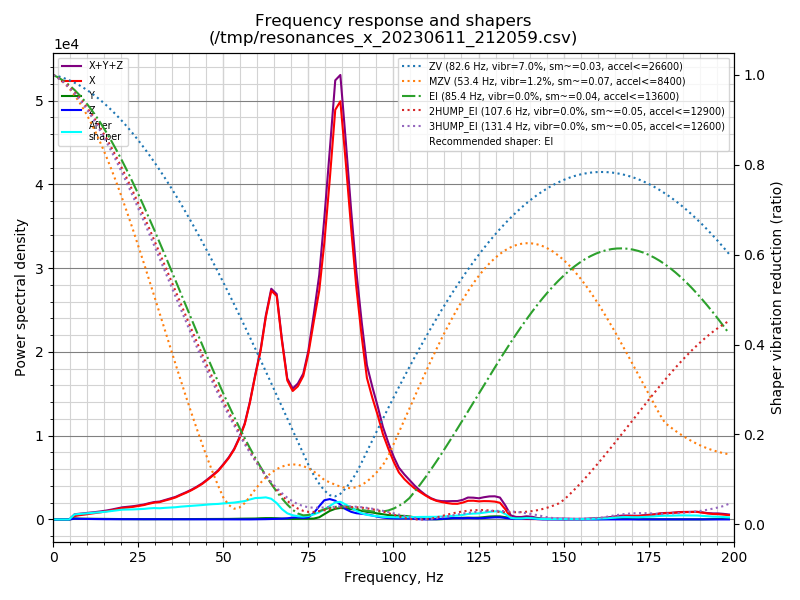 Frequency response and shapers
(/tmp/resonances_x_20230611_212059.csv)
1e4
X+Y+Z
X
Y
Z
After
shaper
ZV (82.6 Hz, vibr=7.0%, sm~=0.03, accel<=26600)
MZV (53.4 Hz, vibr=1.2%, sm~=0.07, accel<=8400)
EI (85.4 Hz, vibr=0.0%, sm~=0.04, accel<=13600)
2HUMP_EI (107.6 Hz, vibr=0.0%, sm~=0.05, accel<=12900)
3HUMP_EI (131.4 Hz, vibr=0.0%, sm~=0.05, accel<=12600)
Recommended shaper: EI
Power spectral density
5
4
3
2
1
0
1.0
0.8
0.6
0.4
0.2
0.0
Shaper vibration reduction (ratio)
0 25 50 75 100 125 150 175 200
Frequency, Hz